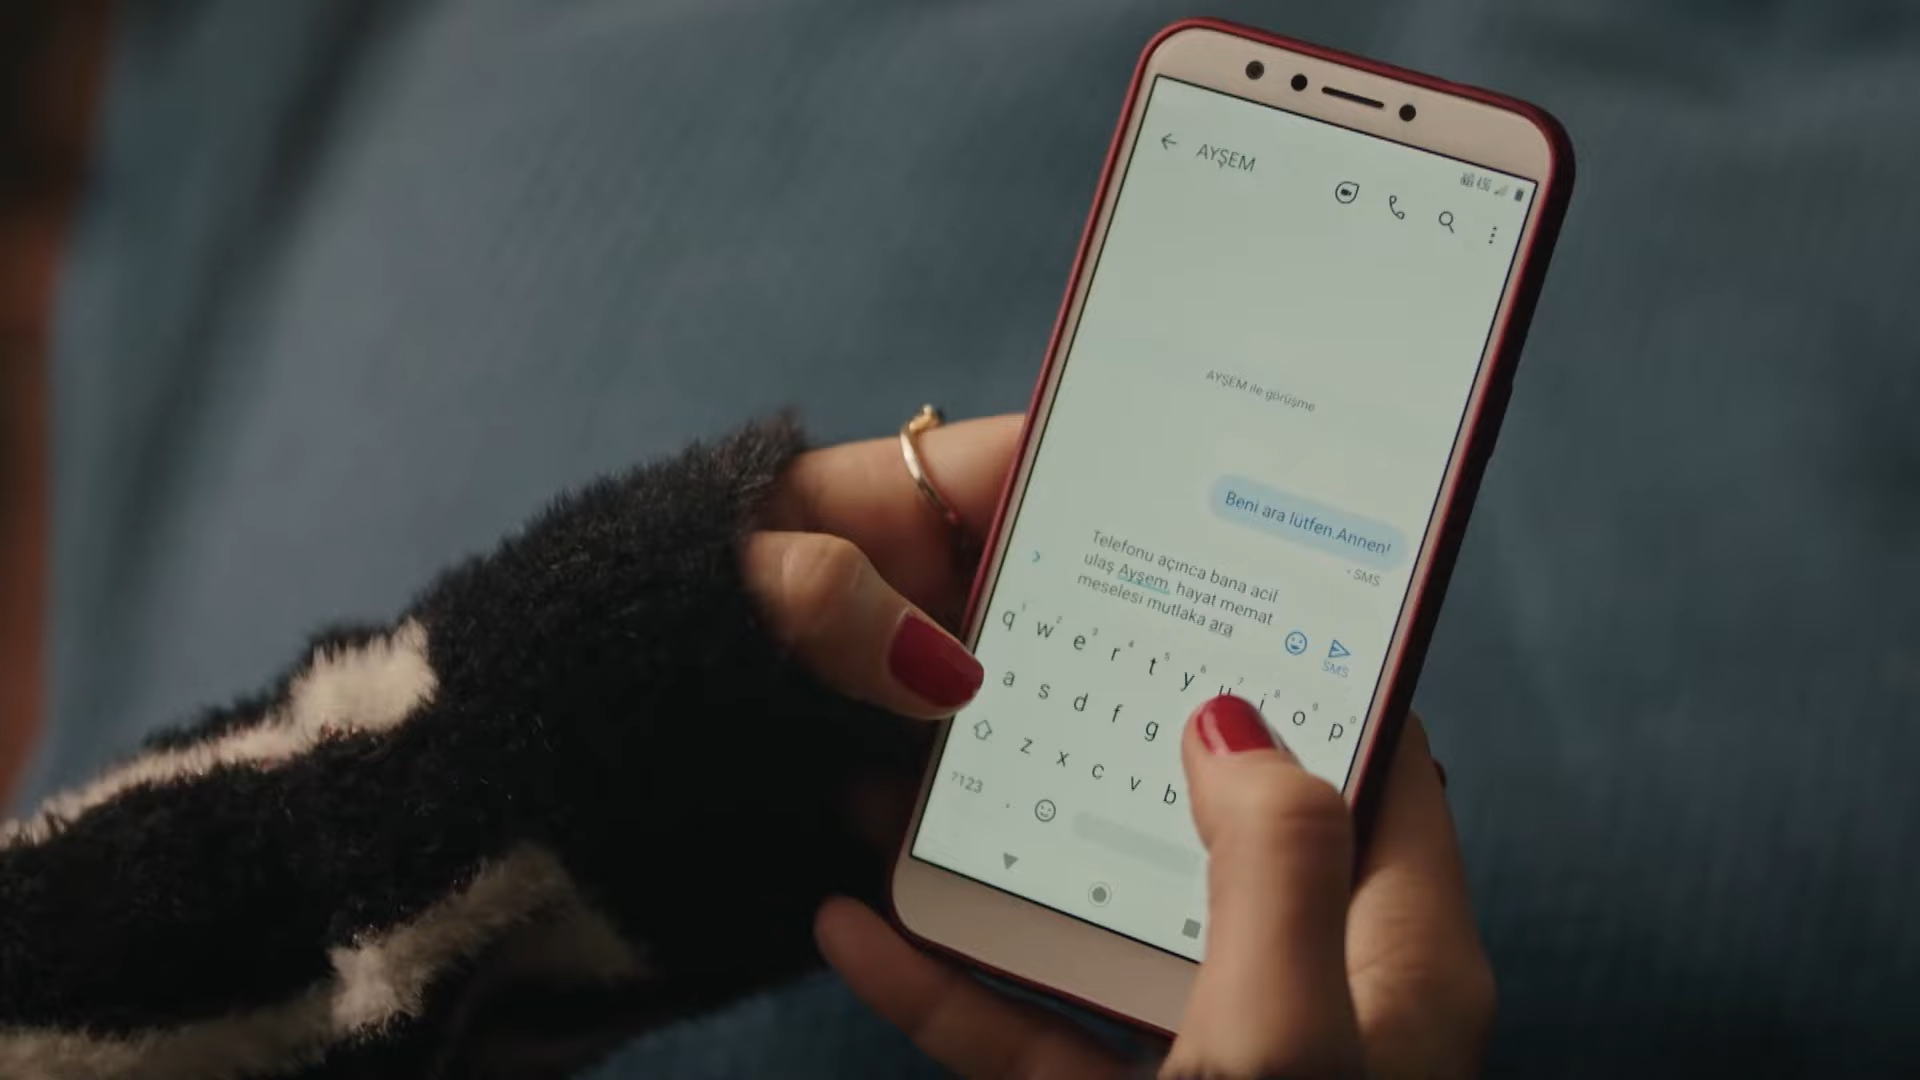 AYŞEM
AYŞEM ile görüşme
Beni ara lütfen.Annen!
SMS
Telefonu açınca bana acil
ulaş Ayşem, hayat memat
meselesi mutlaka ara
SMS
q w e r t y u i o p
a s d f g
z x c v b
?123